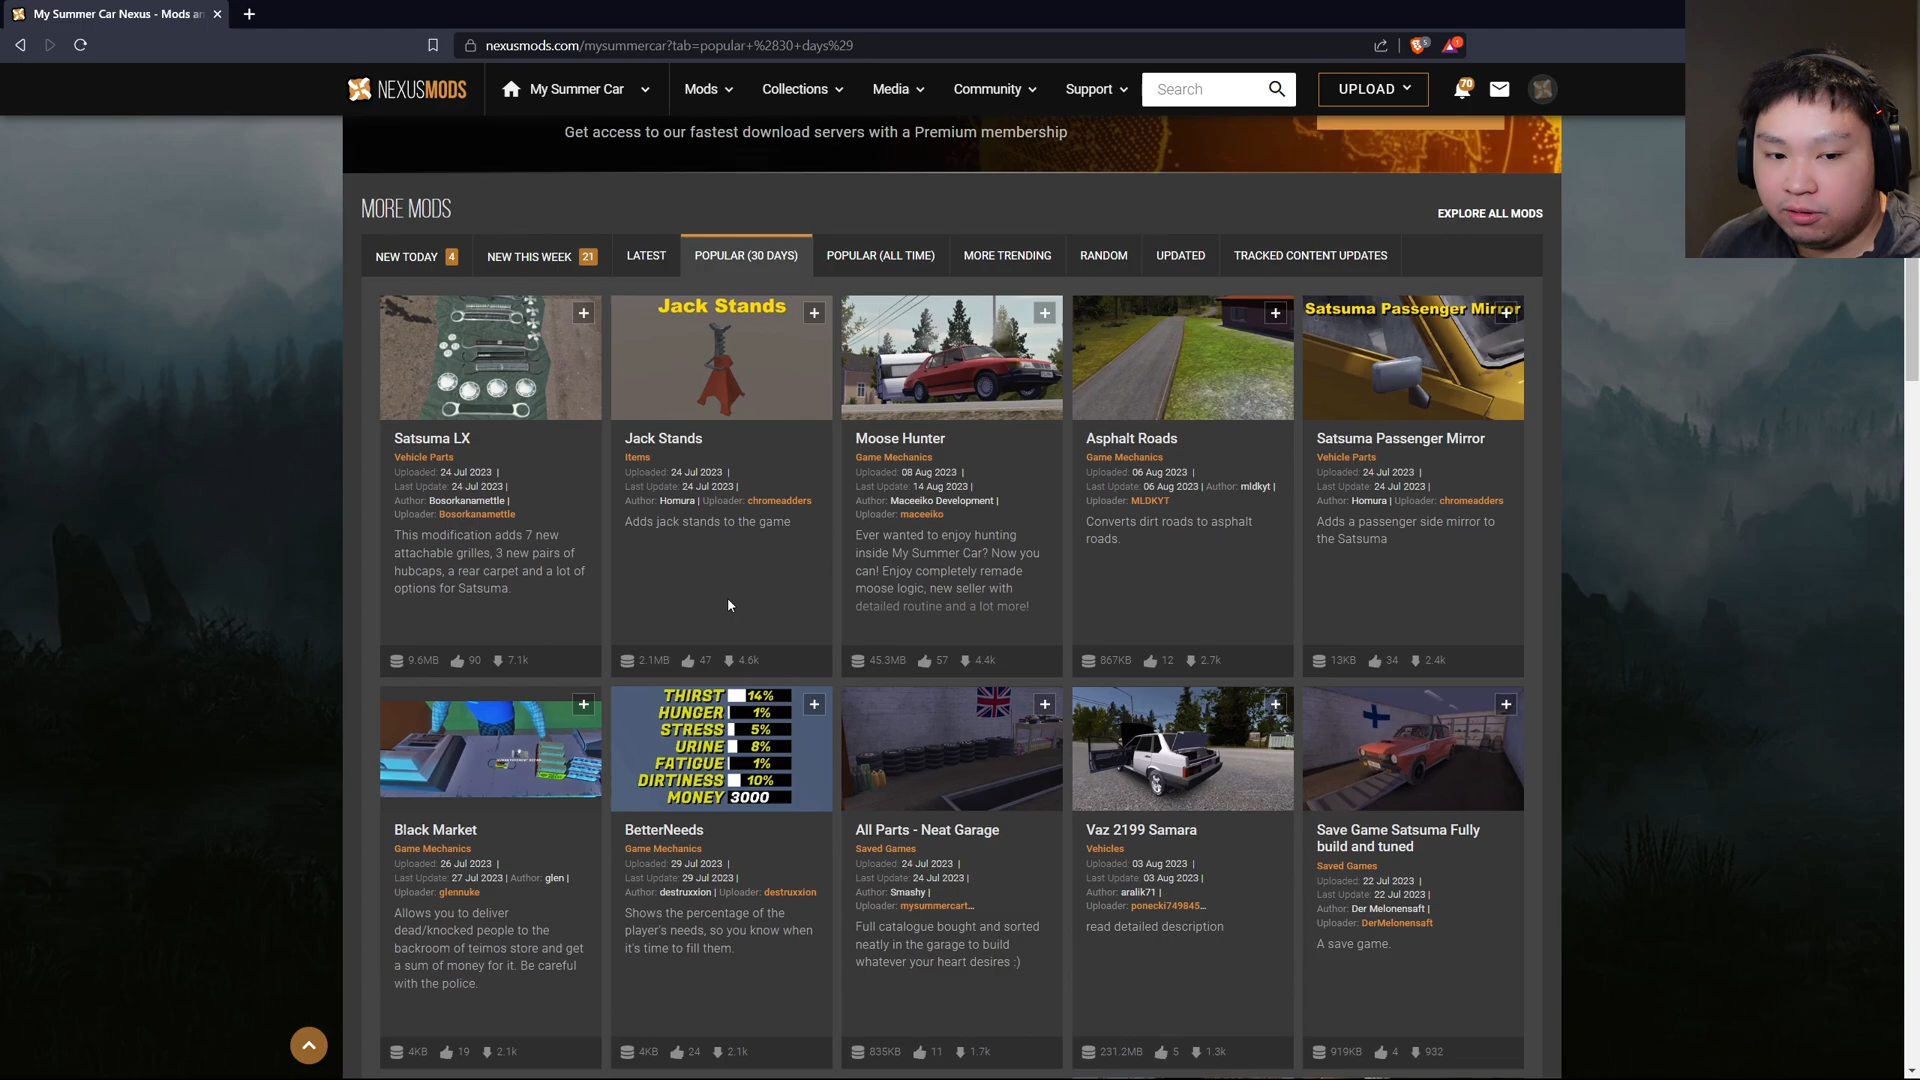 My Summer Car Nexus - Mods an
nexusmods.com/mysummercar?tab=popular+%2830+days%29
5
1
NEXUSMODS
My Summer Car
Mods
Collections
Media
Community
Support
Search
UPLOAD
70
Get access to our fastest download servers with a Premium membership
MORE MODS
EXPLORE ALL MODS
NEW TODAY 4
NEW THIS WEEK 21
LATEST
POPULAR (30 DAYS)
POPULAR (ALL TIME)
MORE TRENDING
RANDOM
UPDATED
TRACKED CONTENT UPDATES
Satsuma LX
Vehicle Parts
Uploaded: 24 Jul 2023 |
Last Update: 24 Jul 2023 |
Author: Bosorkanamettle |
Uploader: Bosorkanamettle
This modification adds 7 new
attachable grilles, 3 new pairs of
hubcaps, a rear carpet and a lot of
options for Satsuma.
9.6MB 90 7.1k
Jack Stands
Jack Stands
Items
Uploaded: 24 Jul 2023 |
Last Update: 24 Jul 2023 |
Author: Homura | Uploader: chromeadders
Adds jack stands to the game
2.1MB 47 4.6k
Moose Hunter
Game Mechanics
Uploaded: 08 Aug 2023 |
Last Update: 14 Aug 2023 |
Author: Maceeiko Development |
Uploader: maceeiko
Ever wanted to enjoy hunting
inside My Summer Car? Now you
can! Enjoy completely remade
moose logic, new seller with
detailed routine and a lot more!
45.3MB 57 4.4k
Asphalt Roads
Game Mechanics
Uploaded: 06 Aug 2023 |
Last Update: 06 Aug 2023 | Author: mldkyt |
Uploader: MLDKYT
Converts dirt roads to asphalt
roads.
867KB 12 2.7k
Satsuma Passenger Mirror
Satsuma Passenger Mirror
Vehicle Parts
Uploaded: 24 Jul 2023 |
Last Update: 24 Jul 2023 |
Author: Homura | Uploader: chromeadders
Adds a passenger side mirror to
the Satsuma
13KB 34 2.4k
Black Market
Game Mechanics
Uploaded: 26 Jul 2023 |
Last Update: 27 Jul 2023 | Author: glen |
Uploader: glennuke
Allows you to deliver
dead/knocked people to the
backroom of teimos store and get
a sum of money for it. Be careful
with the police.
4KB 19 2.1k
THIRST 14%
HUNGER 1%
STRESS 5%
URINE 8%
FATIGUE 1%
DIRTINESS 10%
MONEY 3000
BetterNeeds
Game Mechanics
Uploaded: 29 Jul 2023 |
Last Update: 29 Jul 2023 |
Author: destruxxion | Uploader: destruxxion
Shows the percentage of the
player's needs, so you know when
it's time to fill them.
4KB 24 2.1k
All Parts - Neat Garage
Saved Games
Uploaded: 24 Jul 2023 |
Last Update: 24 Jul 2023 |
Author: Smashy |
Uploader: mysummercart...
Full catalogue bought and sorted
neatly in the garage to build
whatever your heart desires :)
835KB 11 1.7k
Vaz 2199 Samara
Vehicles
Uploaded: 03 Aug 2023 |
Last Update: 03 Aug 2023 |
Author: aralik71 |
Uploader: ponecki749845...
read detailed description
231.2MB 5 1.3k
Save Game Satsuma Fully
build and tuned
Saved Games
Uploaded: 22 Jul 2023 |
Last Update: 22 Jul 2023 |
Author: Der Melonensaft |
Uploader: DerMelonensaft
A save game.
919KB 4 932